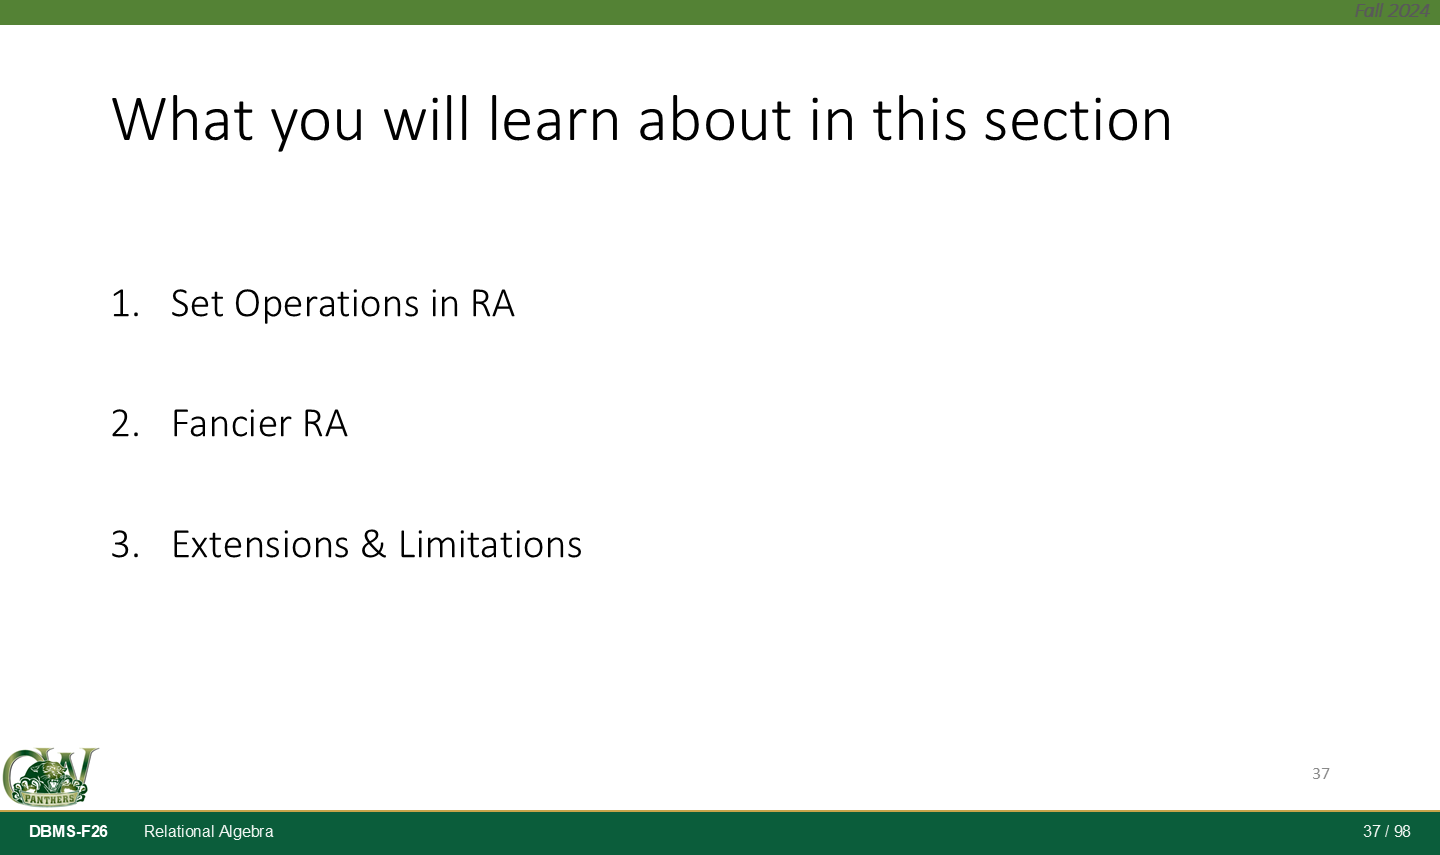 Fall 2024
What you will learn about in this section
1. Set Operations in RA
2. Fancier RA
3. Extensions & Limitations
OW
PANTHERS
37
DBMS-F26 Relational Algebra 37 / 98